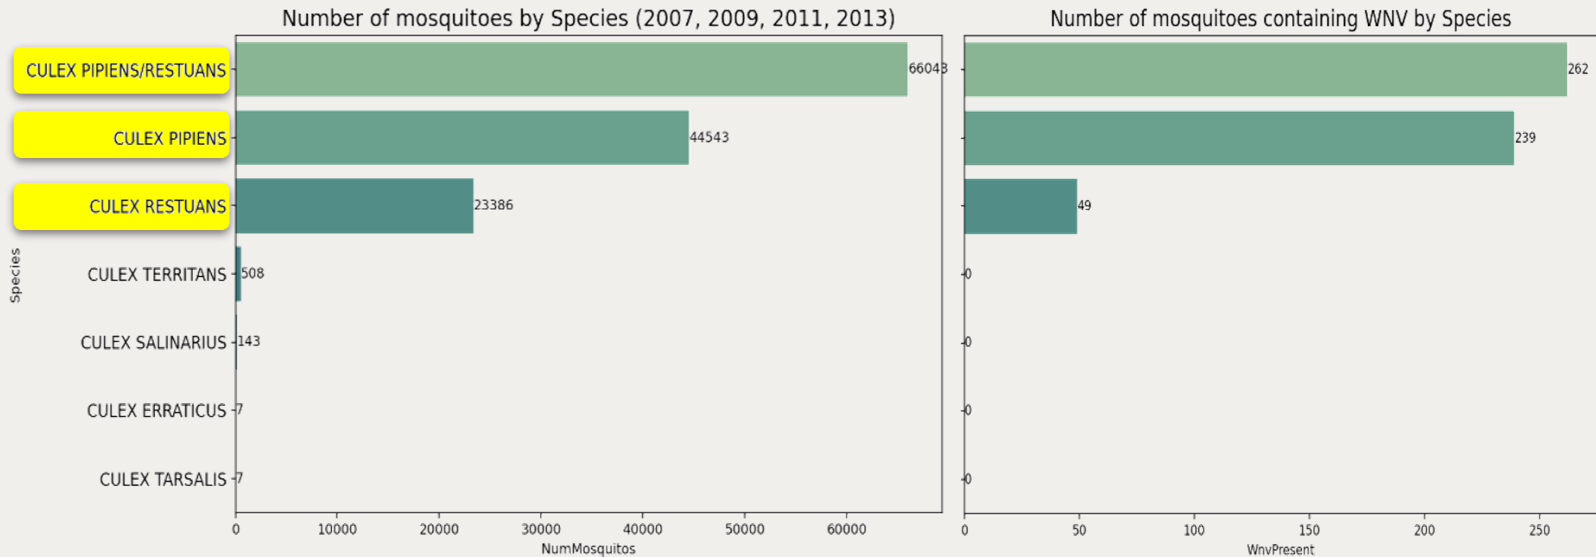 Number of mosquitoes by Species (2007, 2009, 2011, 2013)
CULEX PIPIENS/RESTUANS
66043
CULEX PIPIENS
44543
CULEX RESTUANS
23386
CULEX TERRITANS
508
CULEX SALINARIUS
143
CULEX ERRATICUS
7
CULEX TARSALIS
7
Species
0 10000 20000 30000 40000 50000 60000
NumMosquitos
Number of mosquitoes containing WNV by Species
262
239
49
0
0
0
0
0 50 100 150 200 250
WnvPresent